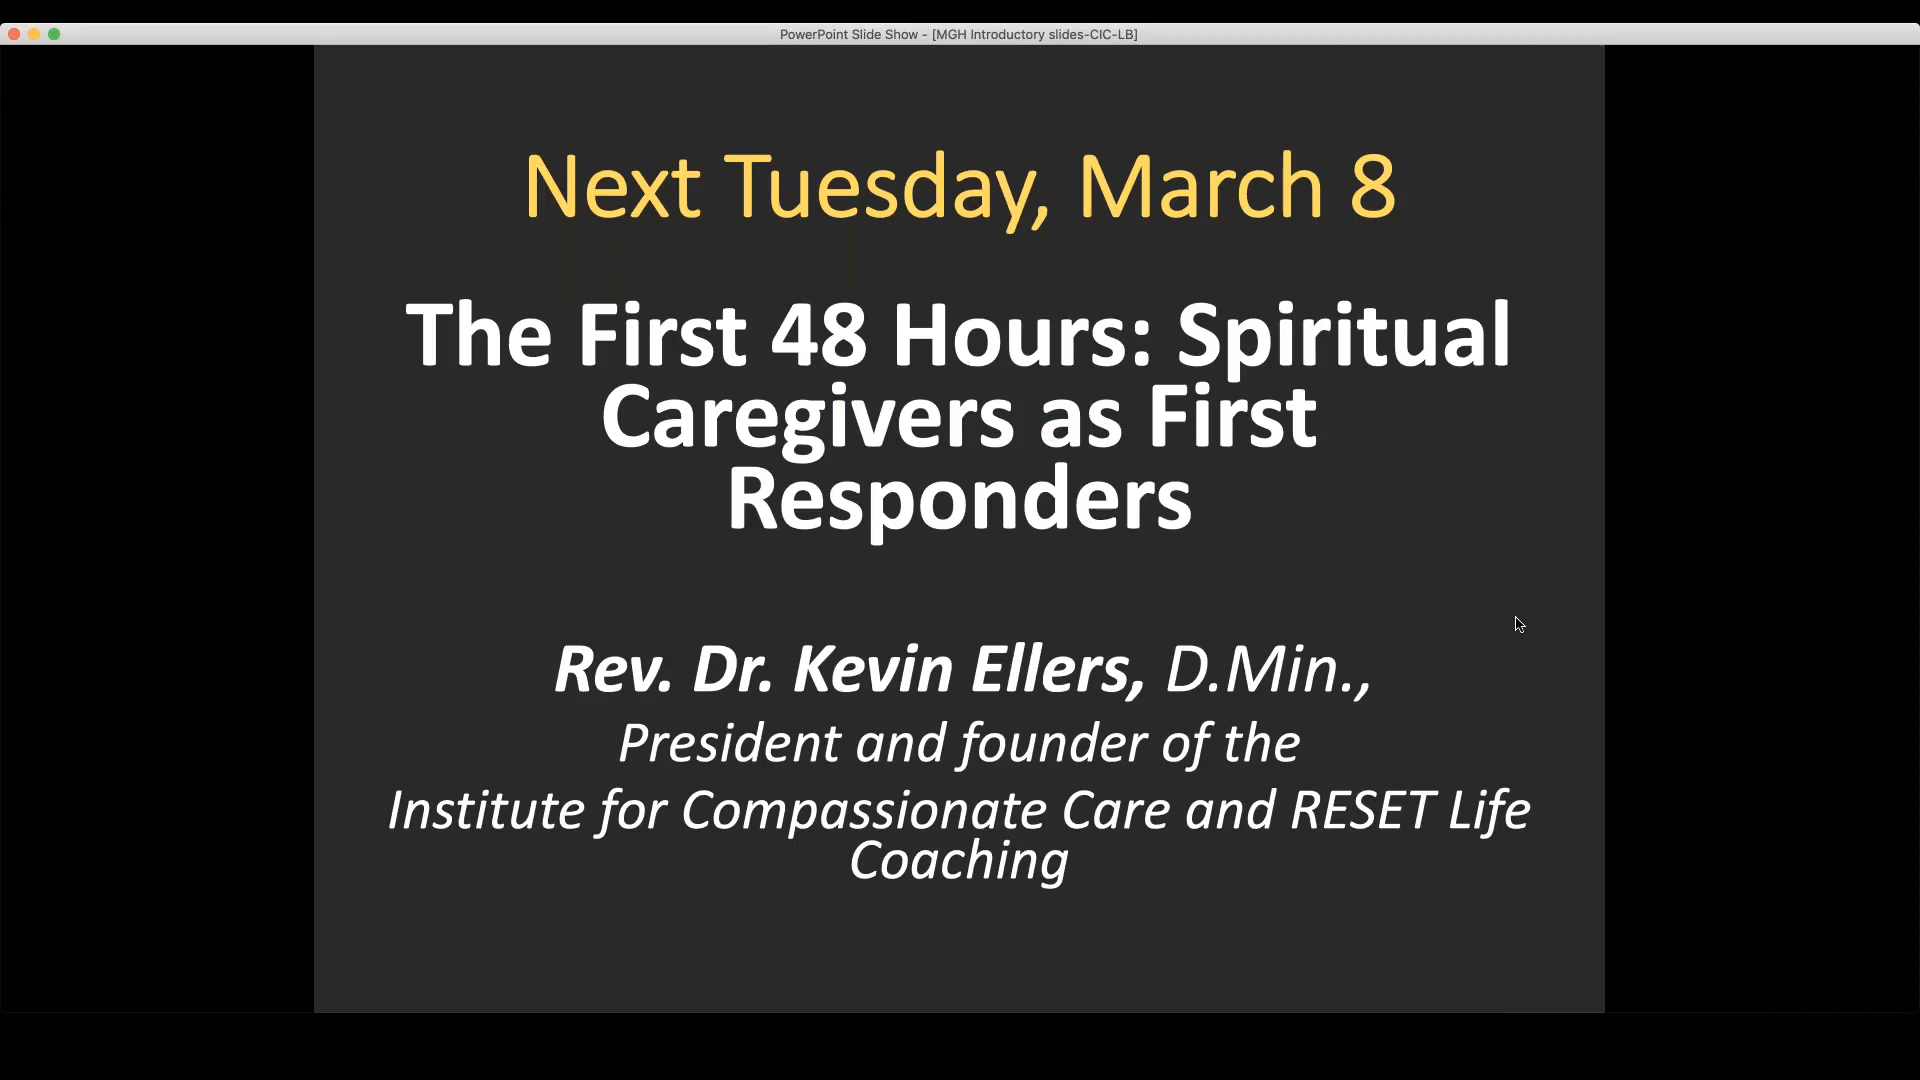 PowerPoint Slide Show - [MGH Introductory slides-CIC-LB]
Next Tuesday, March 8
The First 48 Hours: Spiritual
Caregivers as First
Responders
Rev. Dr. Kevin Ellers, D.Min.,
President and founder of the
Institute for Compassionate Care and RESET Life
Coaching